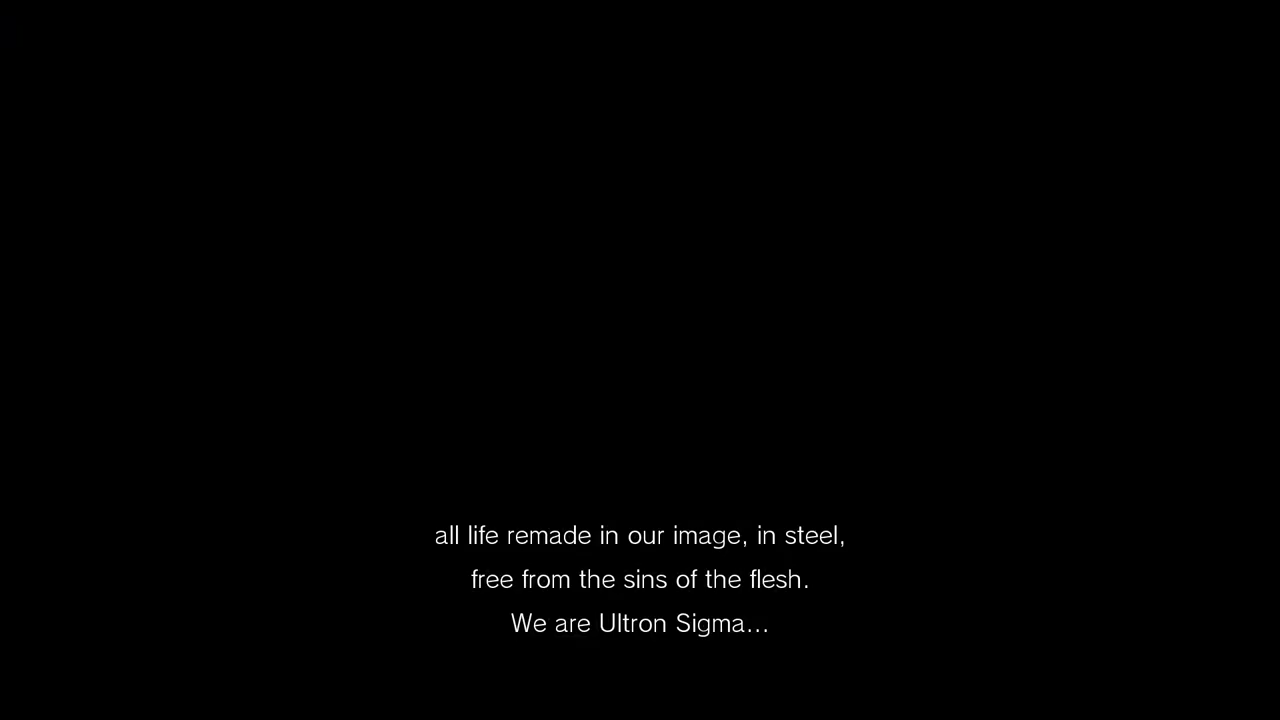 all life remade in our image, in steel,
free from the sins of the flesh.
We are Ultron Sigma...